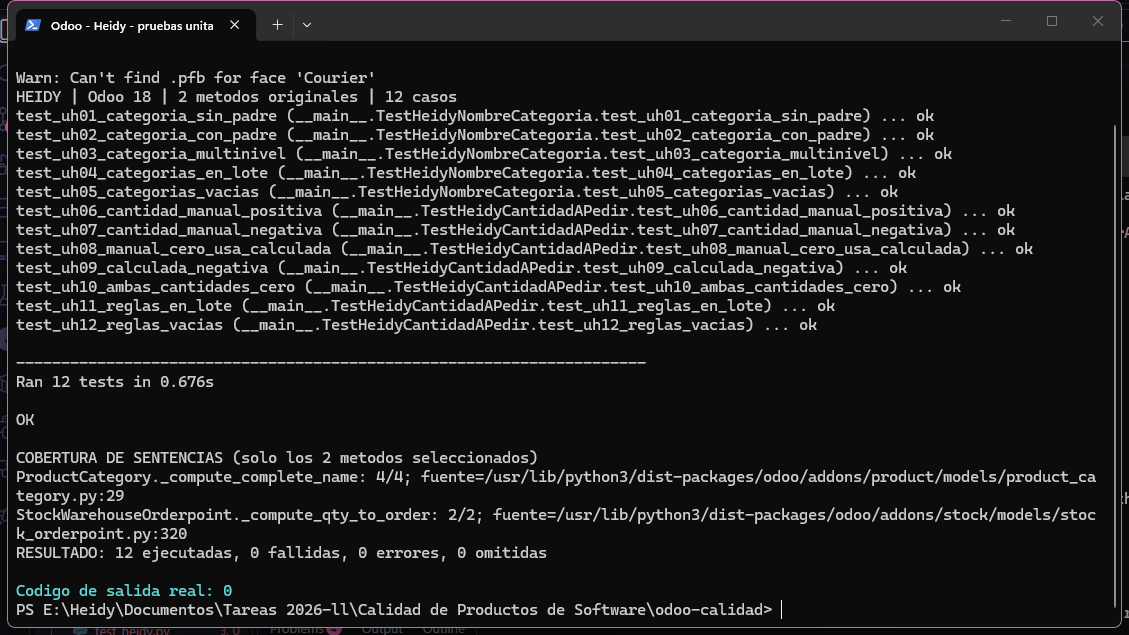 Odoo - Heidy - pruebas unita
Warn: Can't find .pfb for face 'Courier'
HEIDY | Odoo 18 | 2 metodos originales | 12 casos
test_uh01_categoria_sin_padre (__main__.TestHeidyNombreCategoria.test_uh01_categoria_sin_padre) ... ok
test_uh02_categoria_con_padre (__main__.TestHeidyNombreCategoria.test_uh02_categoria_con_padre) ... ok
test_uh03_categoria_multinivel (__main__.TestHeidyNombreCategoria.test_uh03_categoria_multinivel) ... ok
test_uh04_categorias_en_lote (__main__.TestHeidyNombreCategoria.test_uh04_categorias_en_lote) ... ok
test_uh05_categorias_vacias (__main__.TestHeidyNombreCategoria.test_uh05_categorias_vacias) ... ok
test_uh06_cantidad_manual_positiva (__main__.TestHeidyCantidadAPedir.test_uh06_cantidad_manual_positiva) ... ok
test_uh07_cantidad_manual_negativa (__main__.TestHeidyCantidadAPedir.test_uh07_cantidad_manual_negativa) ... ok
test_uh08_manual_cero_usa_calculada (__main__.TestHeidyCantidadAPedir.test_uh08_manual_cero_usa_calculada) ... ok
test_uh09_calculada_negativa (__main__.TestHeidyCantidadAPedir.test_uh09_calculada_negativa) ... ok
test_uh10_ambas_cantidades_cero (__main__.TestHeidyCantidadAPedir.test_uh10_ambas_cantidades_cero) ... ok
test_uh11_reglas_en_lote (__main__.TestHeidyCantidadAPedir.test_uh11_reglas_en_lote) ... ok
test_uh12_reglas_vacias (__main__.TestHeidyCantidadAPedir.test_uh12_reglas_vacias) ... ok
----------------------------------------------------------------------
Ran 12 tests in 0.676s
OK
COBERTURA DE SENTENCIAS (solo los 2 metodos seleccionados)
ProductCategory._compute_complete_name: 4/4; fuente=/usr/lib/python3/dist-packages/odoo/addons/product/models/product_ca
tegory.py:29
StockWarehouseOrderpoint._compute_qty_to_order: 2/2; fuente=/usr/lib/python3/dist-packages/odoo/addons/stock/models/stoc
k_orderpoint.py:320
RESULTADO: 12 ejecutadas, 0 fallidas, 0 errores, 0 omitidas
Codigo de salida real: 0
PS E:\Heidy\Documentos\Tareas 2026-ll\Calidad de Productos de Software\odoo-calidad>
test_heidy.py 3, U Problems Output Outline